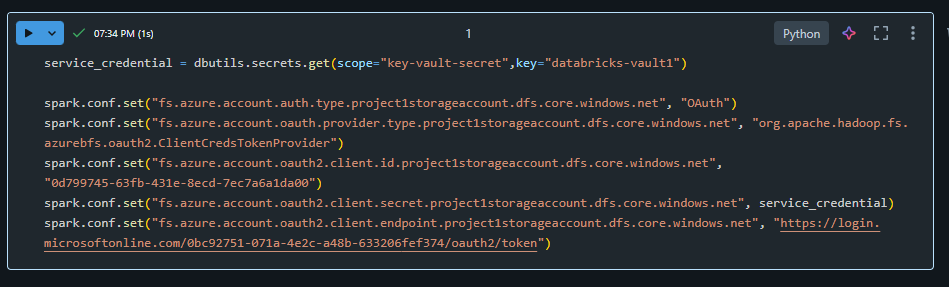 07:34 PM (1s)
1
Python
service_credential = dbutils.secrets.get(scope="key-vault-secret",key="databricks-vault1")
spark.conf.set("fs.azure.account.auth.type.project1storageaccount.dfs.core.windows.net", "OAuth")
spark.conf.set("fs.azure.account.oauth.provider.type.project1storageaccount.dfs.core.windows.net", "org.apache.hadoop.fs.
azurebfs.oauth2.ClientCredsTokenProvider")
spark.conf.set("fs.azure.account.oauth2.client.id.project1storageaccount.dfs.core.windows.net",
"0d799745-63fb-431e-8ecd-7ec7a6a1da00")
spark.conf.set("fs.azure.account.oauth2.client.secret.project1storageaccount.dfs.core.windows.net", service_credential)
spark.conf.set("fs.azure.account.oauth2.client.endpoint.project1storageaccount.dfs.core.windows.net", "https://login.
microsoftonline.com/0bc92751-071a-4e2c-a48b-633206fef374/oauth2/token")